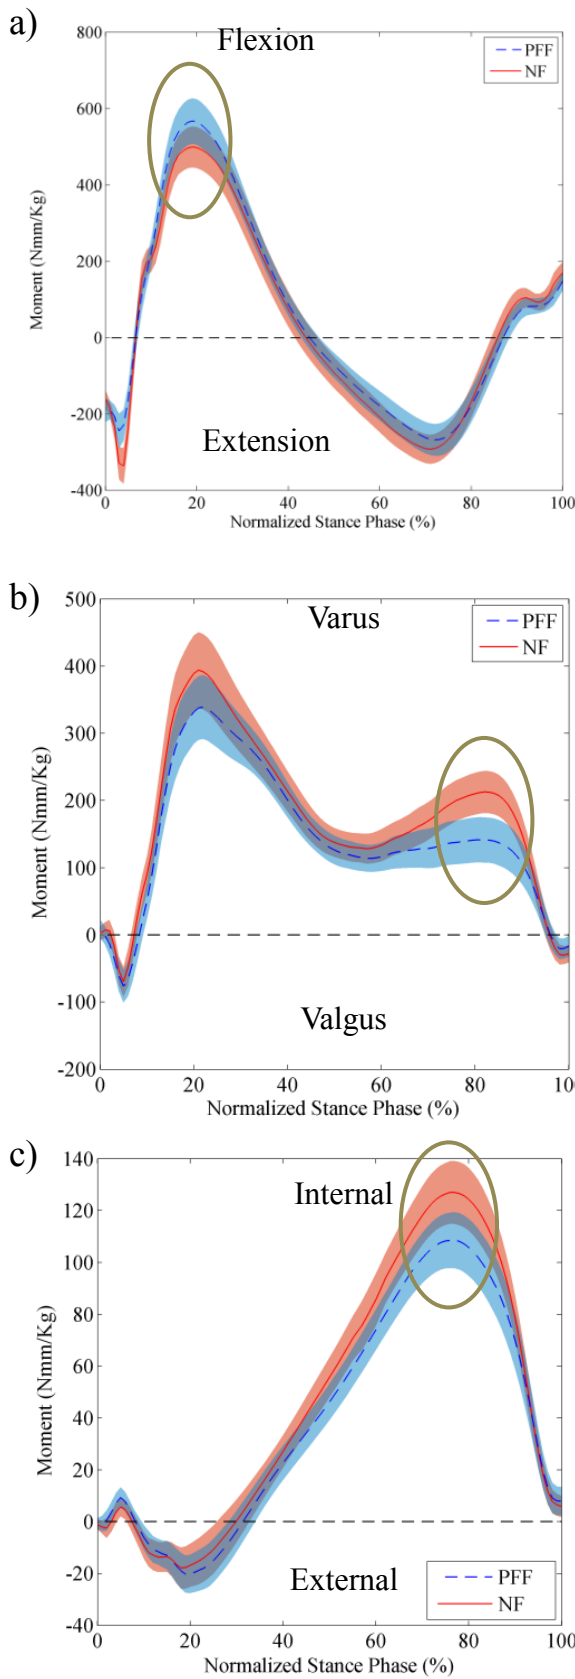 a)
Flexion
800
600
400
200
0
-200
-400
Moment (Nmm/Kg)
PFF
NF
Extension
0
20
40
60
80
100
Normalized Stance Phase (%)
b)
Varus
500
400
300
200
100
0
-100
-200
Moment (Nmm/Kg)
PFF
NF
Valgus
0
20
40
60
80
100
Normalized Stance Phase (%)
c)
Internal
140
120
100
80
60
40
20
0
-20
-40
Moment (Nmm/Kg)
External
PFF
NF
0
20
40
60
80
100
Normalized Stance Phase (%)